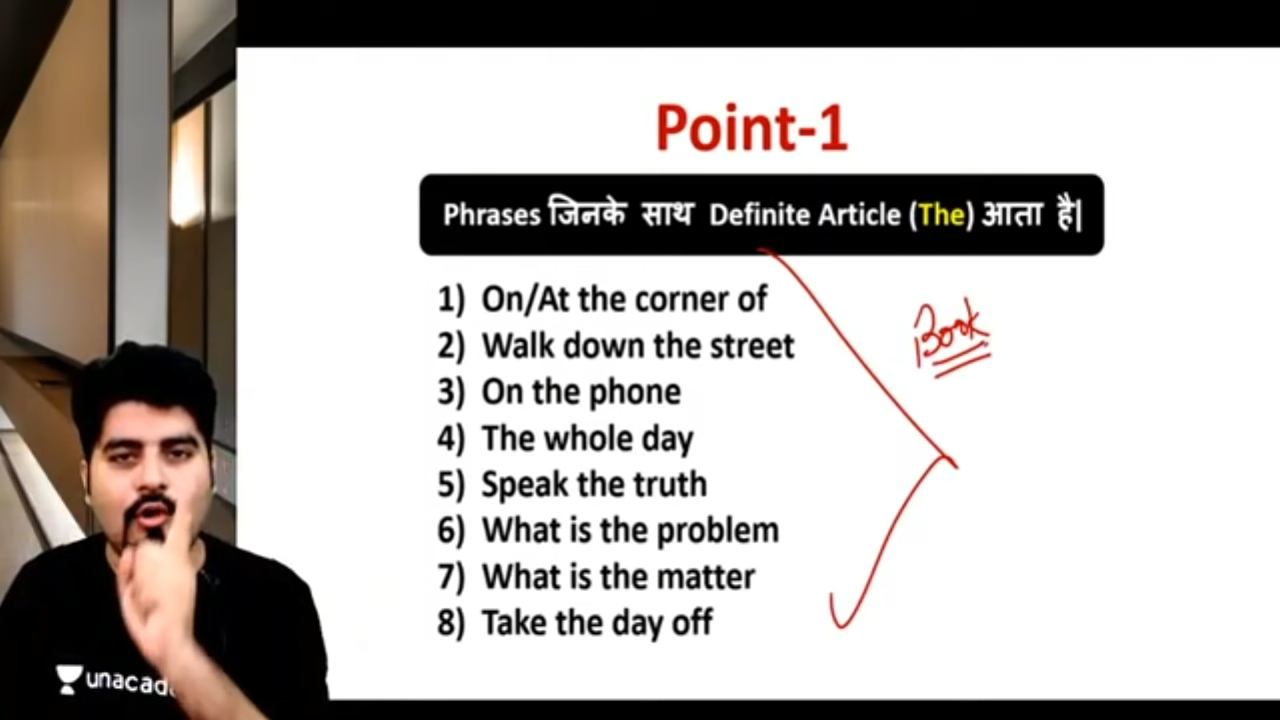 Point-1
Phrases जिनके साथ Definite Article (The) आता है|
1) On/At the corner of
Book
2) Walk down the street
3) On the phone
4) The whole day
5) Speak the truth
6) What is the problem
7) What is the matter
8) Take the day off
unacad